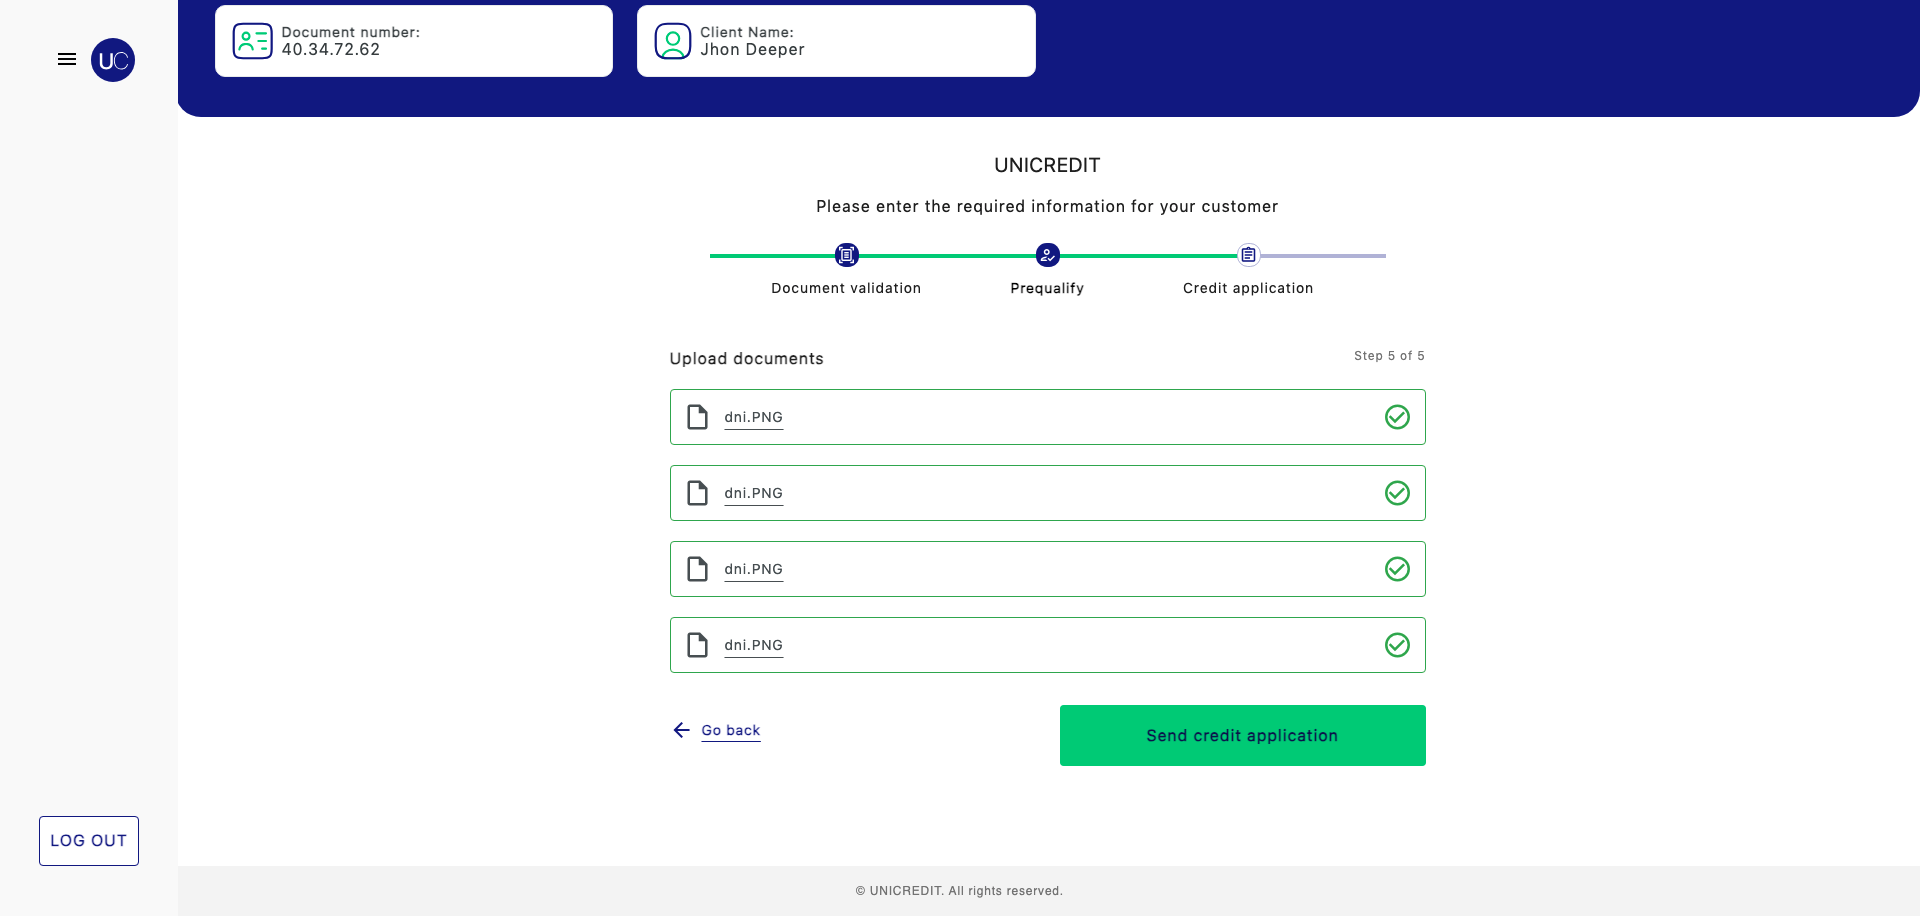 Document number:
40.34.72.62
Client Name:
Jhon Deeper
UC
UNICREDIT
Please enter the required information for your customer
Document validation
Prequalify
Credit application
Upload documents
Step 5 of 5
dni.PNG
dni.PNG
dni.PNG
dni.PNG
Go back
Send credit application
LOG OUT
© UNICREDIT. All rights reserved.